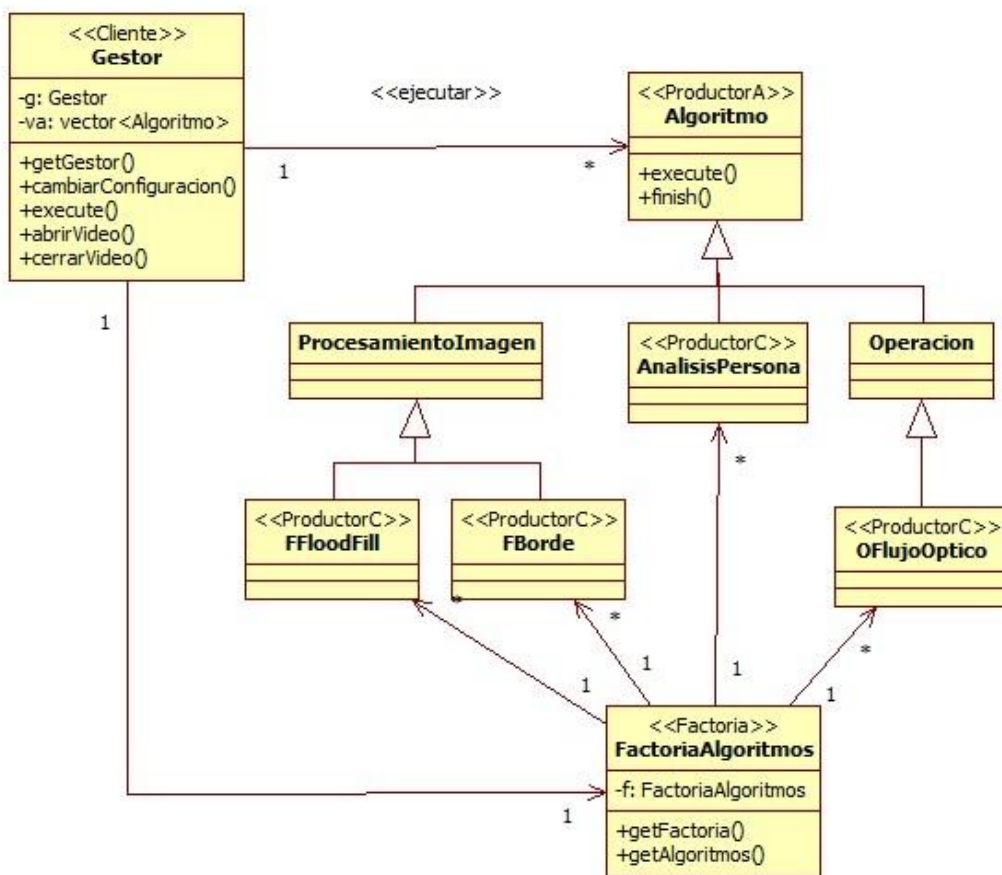 <<Cliente>>
Gestor
-g: Gestor
-va: vector<Algoritmo>
+getGestor()
+cambiarConfiguracion()
+execute()
+abrirVideo()
+cerrarVideo()
<<ejecutar>>
1
*
<<ProductorA>>
Algoritmo
+execute()
+finish()
1
ProcesamientoImagen
<<ProductorC>>
AnalisisPersona
Operacion
*
<<ProductorC>>
FFloodFill
<<ProductorC>>
FBorde
<<ProductorC>>
OFlujoOptico
*
*
*
1
1
1
1
<<Factoria>>
FactoriaAlgoritmos
-f: FactoriaAlgoritmos
+getFactoria()
+getAlgoritmos()
1